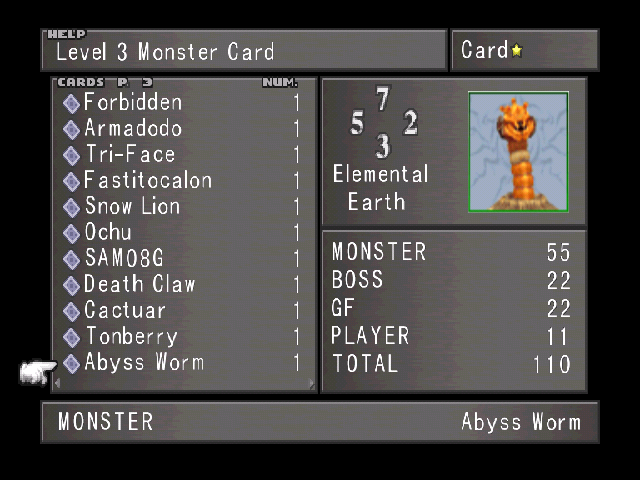 HELP
Level 3 Monster Card
Card
CARDS P. 3 NUM.
Forbidden 1
Armadodo 1
Tri-Face 1
Fastitocalon 1
Snow Lion 1
Ochu 1
SAM08G 1
Death Claw 1
Cactuar 1
Tonberry 1
Abyss Worm 1
7
5 2
3
Elemental
Earth
MONSTER 55
BOSS 22
GF 22
PLAYER 11
TOTAL 110
MONSTER Abyss Worm